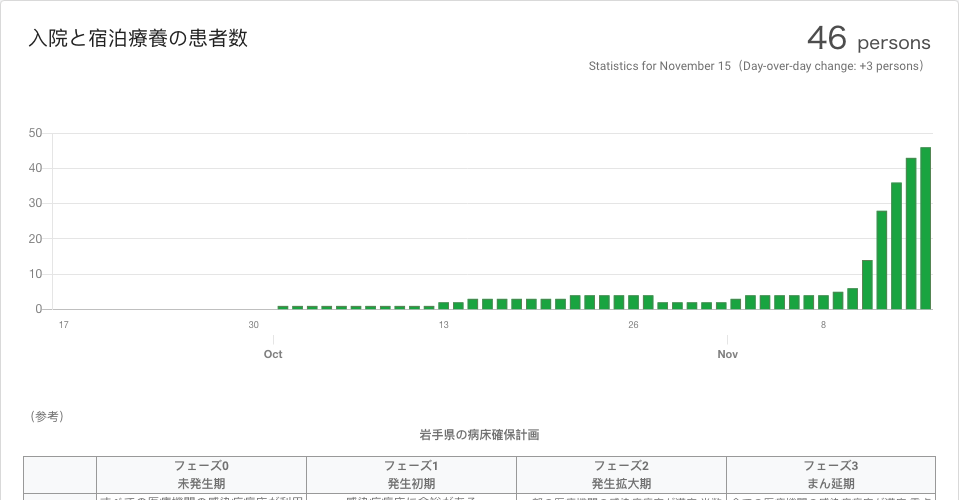 入院と宿泊療養の患者数
46 persons
Statistics for November 15（Day-over-day change: +3 persons）
50
40
30
20
10
0
17 30 13 26 8
Oct Nov
（参考）
岩手県の病床確保計画
フェーズ0 フェーズ1 フェーズ2 フェーズ3
未発生期 発生初期 発生拡大期 まん延期